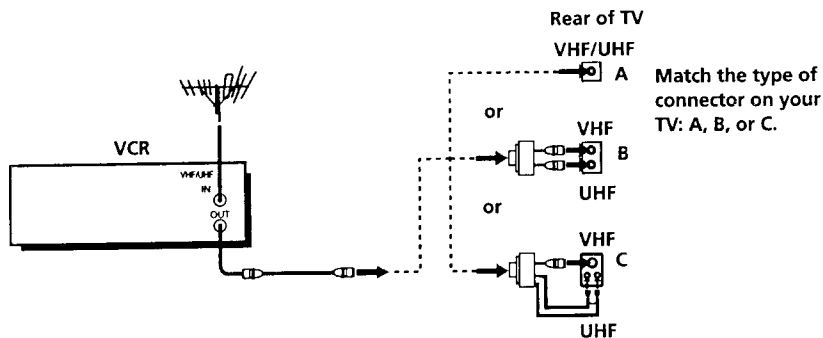 Rear of TV
VHF/UHF
A
Match the type of
connector on your
TV: A, B, or C.
or
VHF
B
UHF
or
VHF
C
UHF
VCR
VHF/UHF
IN
OUT